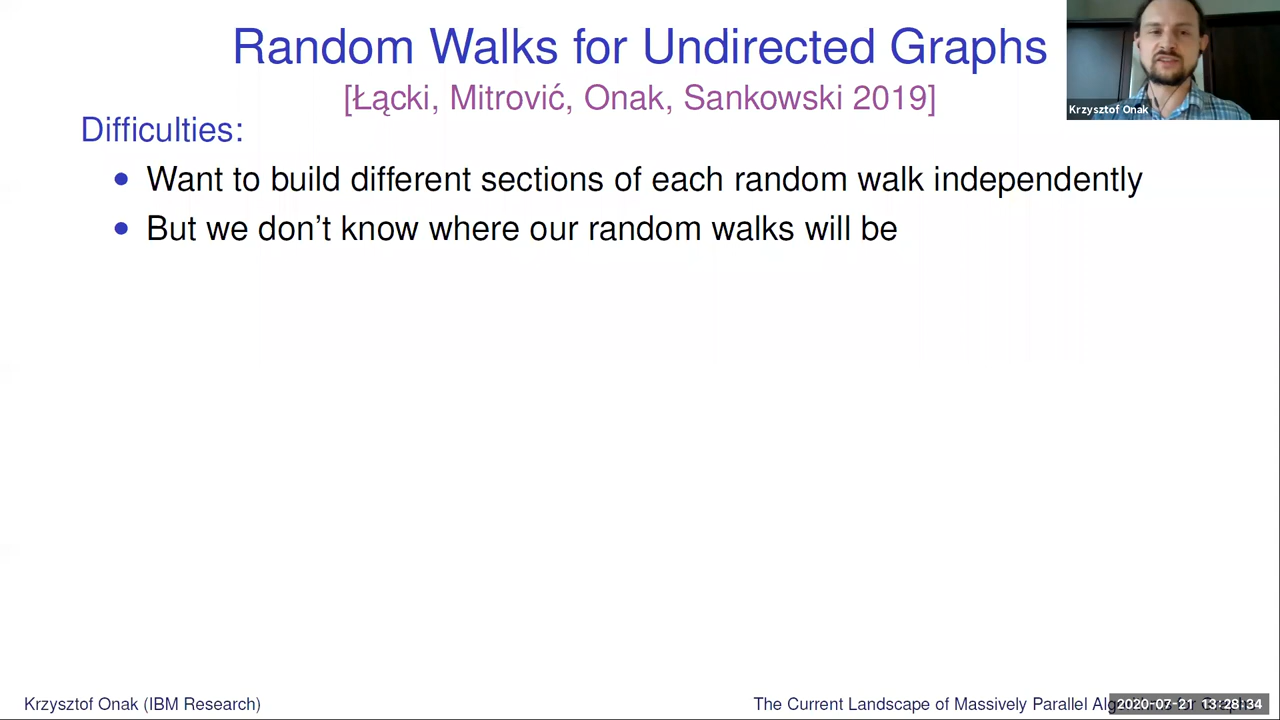 Random Walks for Undirected Graphs
[Łącki, Mitrović, Onak, Sankowski 2019]
Krzysztof Onak
Difficulties:
• Want to build different sections of each random walk independently
• But we don't know where our random walks will be
Krzysztof Onak (IBM Research)
The Current Landscape of Massively Parallel
2020-07-21 13:28:34